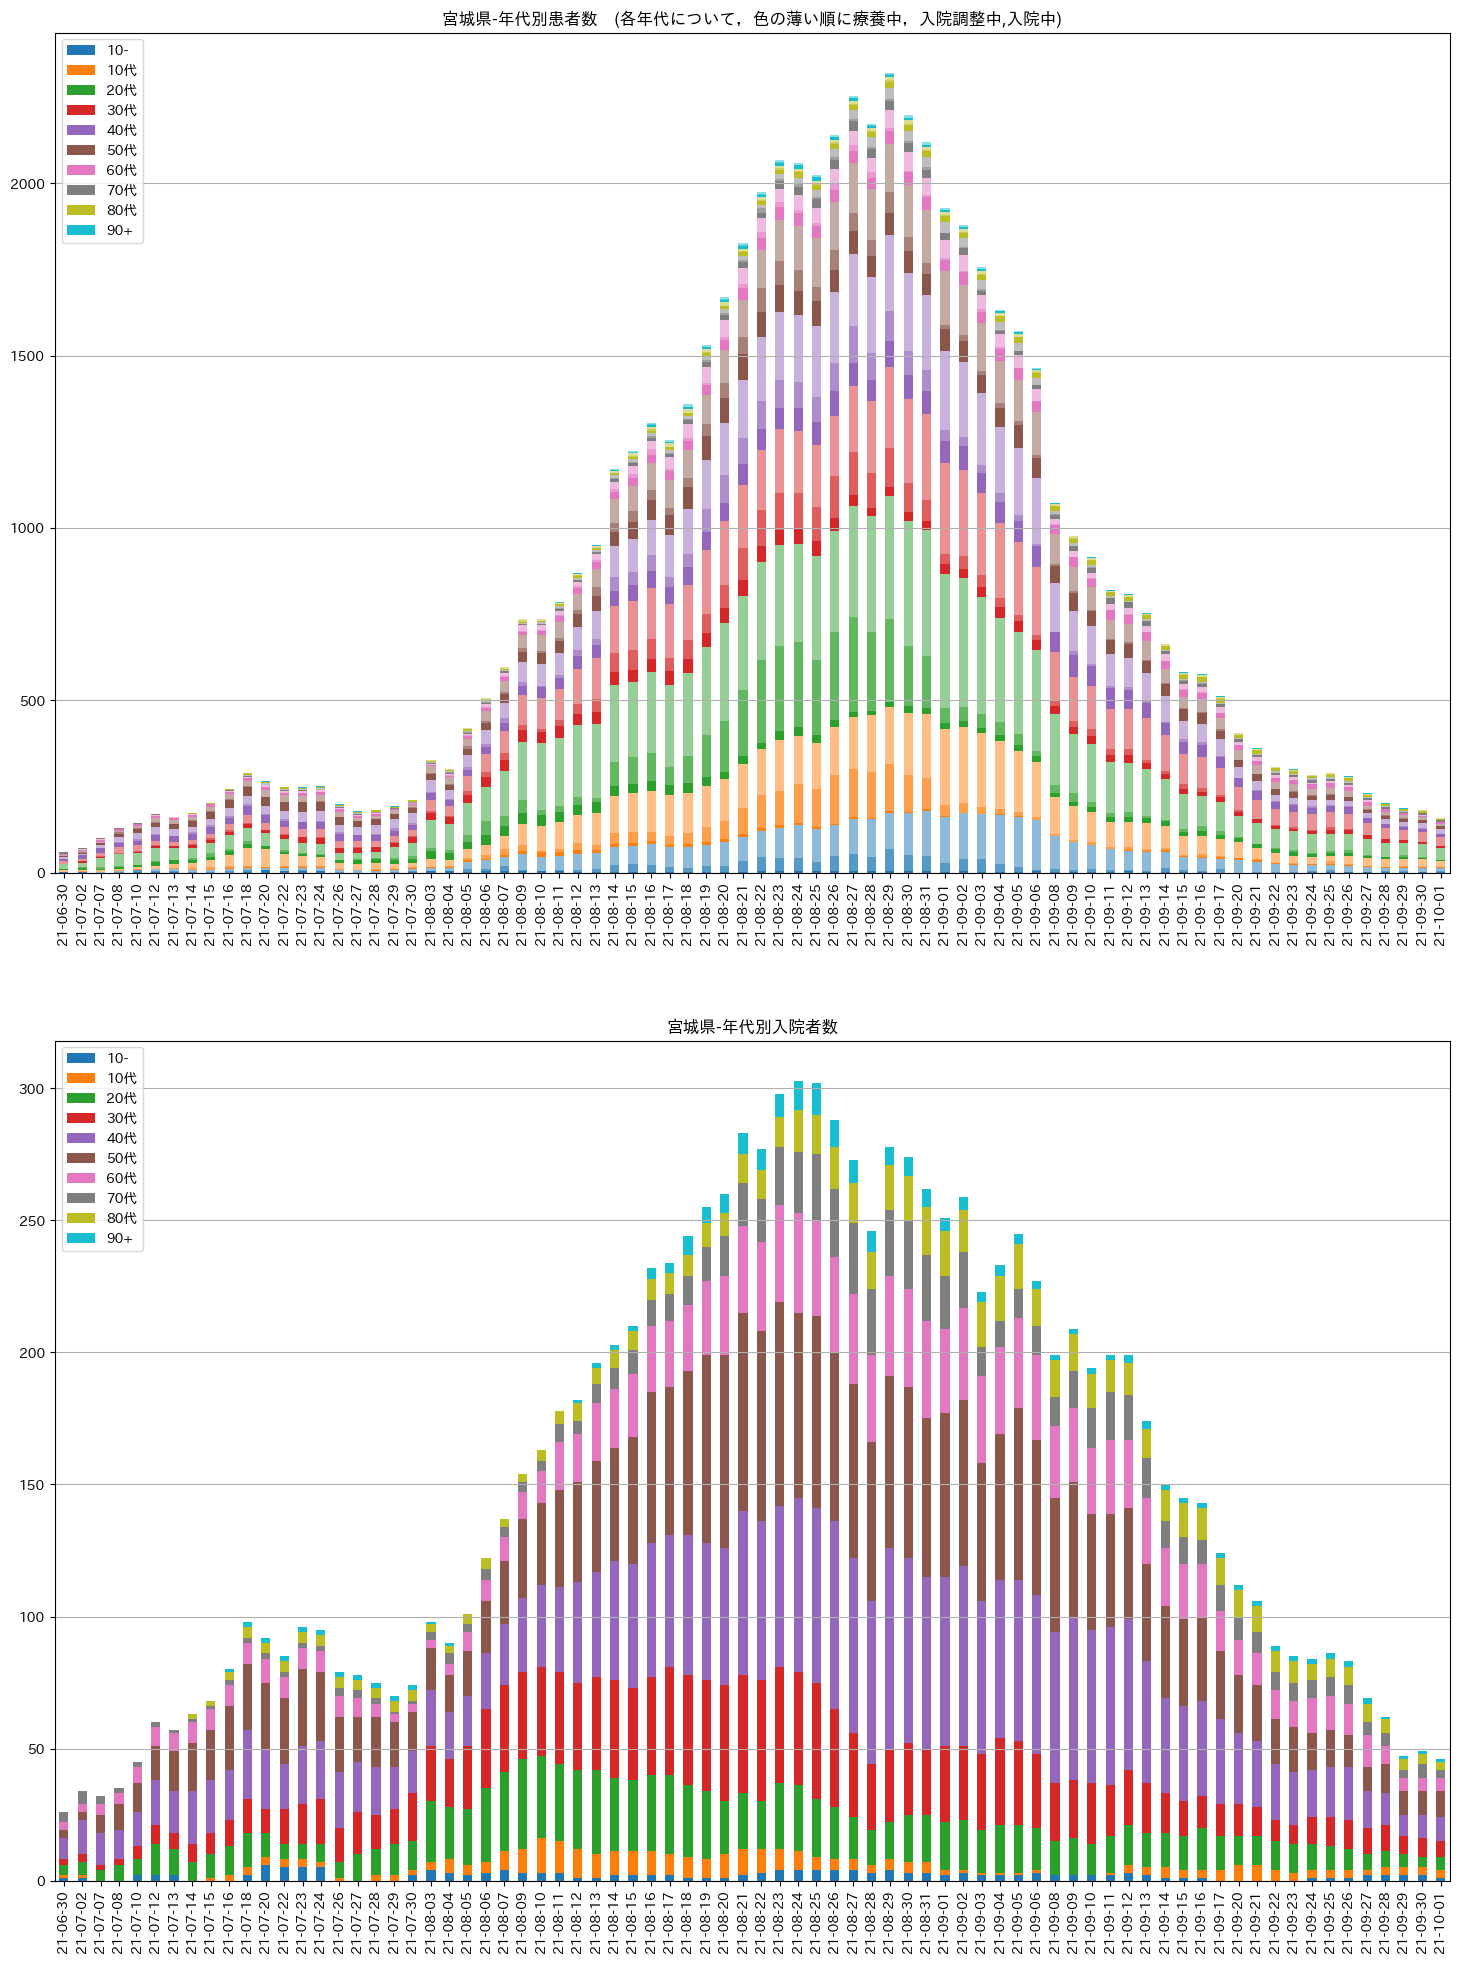 宮城県-年代別患者数　(各年代について，色の薄い順に療養中，入院調整中,入院中)
10-
10代
20代
30代
40代
50代
60代
70代
80代
90+
2000
1500
1000
500
0
21-06-30 21-07-02 21-07-07 21-07-08 21-07-10 21-07-12 21-07-13 21-07-14 21-07-15 21-07-16 21-07-18 21-07-20 21-07-22 21-07-23 21-07-24 21-07-26 21-07-27 21-07-28 21-07-29 21-07-30 21-08-03 21-08-04 21-08-05 21-08-06 21-08-07 21-08-09 21-08-10 21-08-11 21-08-12 21-08-13 21-08-14 21-08-15 21-08-16 21-08-17 21-08-18 21-08-19 21-08-20 21-08-21 21-08-22 21-08-23 21-08-24 21-08-25 21-08-26 21-08-27 21-08-28 21-08-29 21-08-30 21-08-31 21-09-01 21-09-02 21-09-03 21-09-04 21-09-05 21-09-06 21-09-08 21-09-09 21-09-10 21-09-11 21-09-12 21-09-13 21-09-14 21-09-15 21-09-16 21-09-17 21-09-20 21-09-21 21-09-22 21-09-23 21-09-24 21-09-25 21-09-26 21-09-27 21-09-28 21-09-29 21-09-30 21-10-01
宮城県-年代別入院者数
10-
10代
20代
30代
40代
50代
60代
70代
80代
90+
300
250
200
150
100
50
0
21-06-30 21-07-02 21-07-07 21-07-08 21-07-10 21-07-12 21-07-13 21-07-14 21-07-15 21-07-16 21-07-18 21-07-20 21-07-22 21-07-23 21-07-24 21-07-26 21-07-27 21-07-28 21-07-29 21-07-30 21-08-03 21-08-04 21-08-05 21-08-06 21-08-07 21-08-09 21-08-10 21-08-11 21-08-12 21-08-13 21-08-14 21-08-15 21-08-16 21-08-17 21-08-18 21-08-19 21-08-20 21-08-21 21-08-22 21-08-23 21-08-24 21-08-25 21-08-26 21-08-27 21-08-28 21-08-29 21-08-30 21-08-31 21-09-01 21-09-02 21-09-03 21-09-04 21-09-05 21-09-06 21-09-08 21-09-09 21-09-10 21-09-11 21-09-12 21-09-13 21-09-14 21-09-15 21-09-16 21-09-17 21-09-20 21-09-21 21-09-22 21-09-23 21-09-24 21-09-25 21-09-26 21-09-27 21-09-28 21-09-29 21-09-30 21-10-01